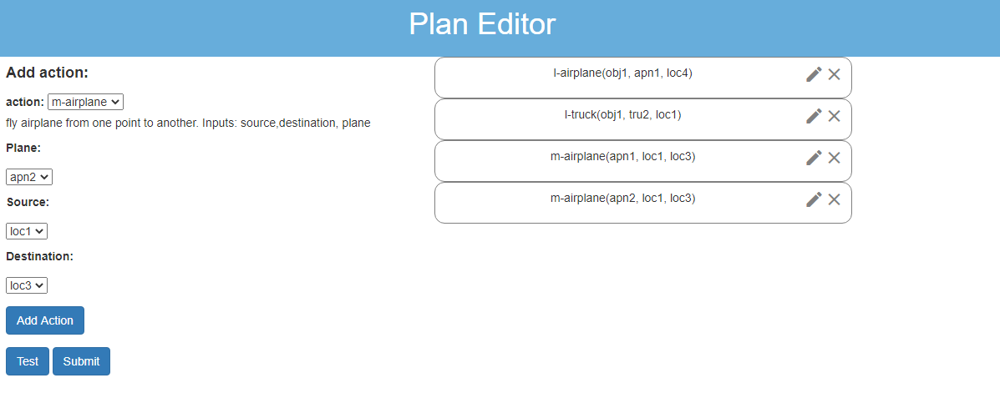 Plan Editor
Add action:
action: m-airplane
fly airplane from one point to another. Inputs: source,destination, plane
Plane:
apn2
Source:
loc1
Destination:
loc3
Add Action
Test Submit
l-airplane(obj1, apn1, loc4)
l-truck(obj1, tru2, loc1)
m-airplane(apn1, loc1, loc3)
m-airplane(apn2, loc1, loc3)